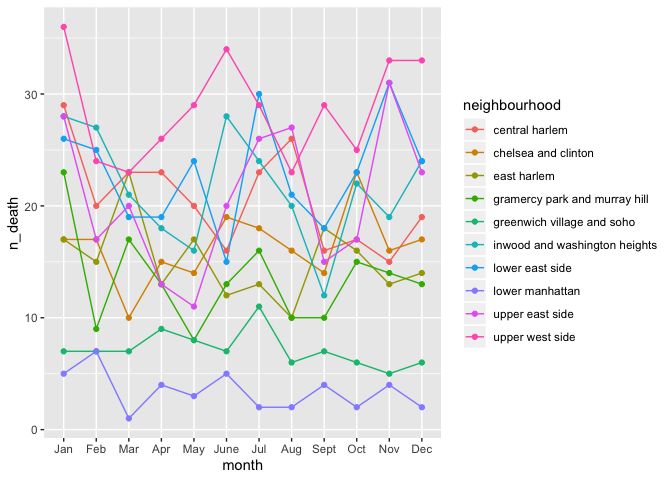 30
20
10
0
n_death
Jan Feb Mar Apr May June Jul Aug Sept Oct Nov Dec
month
neighbourhood
central harlem
chelsea and clinton
east harlem
gramercy park and murray hill
greenwich village and soho
inwood and washington heights
lower east side
lower manhattan
upper east side
upper west side